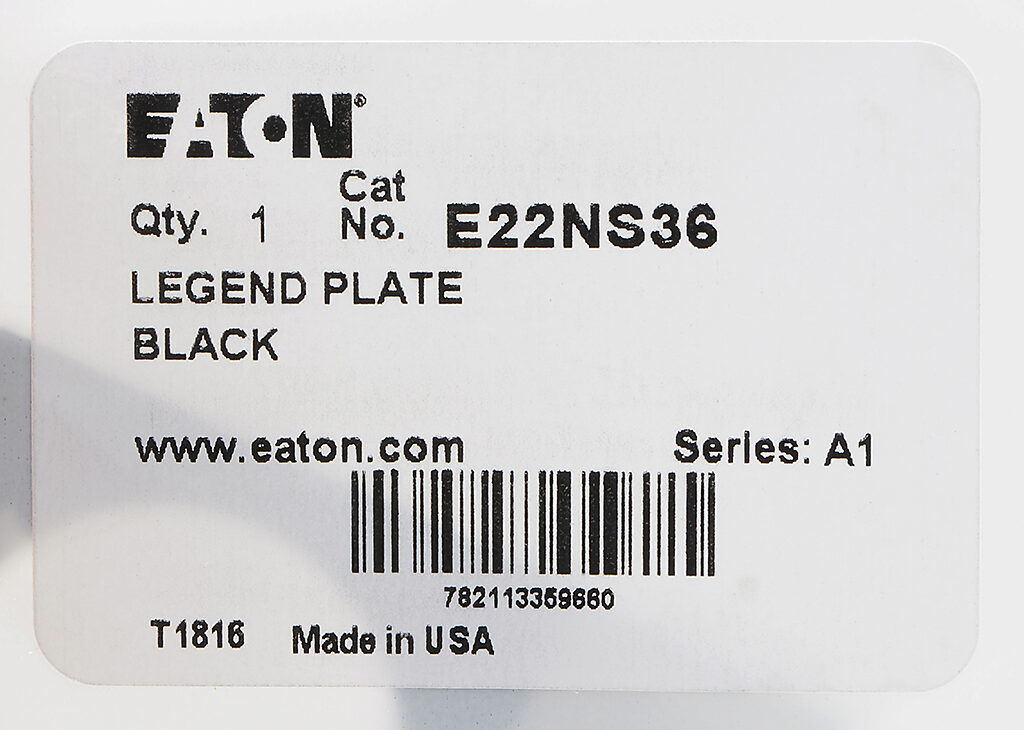 EATON®
Qty. 1 Cat No. E22NS36
LEGEND PLATE
BLACK
www.eaton.com Series: A1
782113359660
T1816 Made in USA